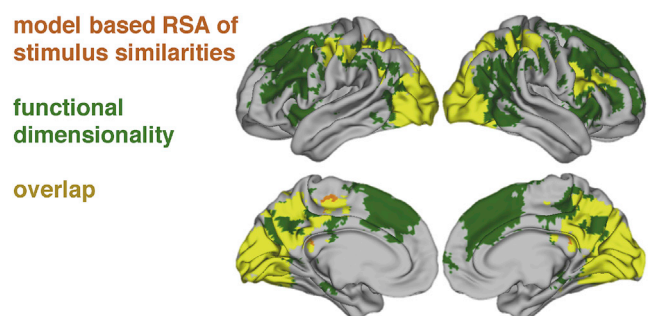 model based RSA of
stimulus similarities
functional
dimensionality
overlap